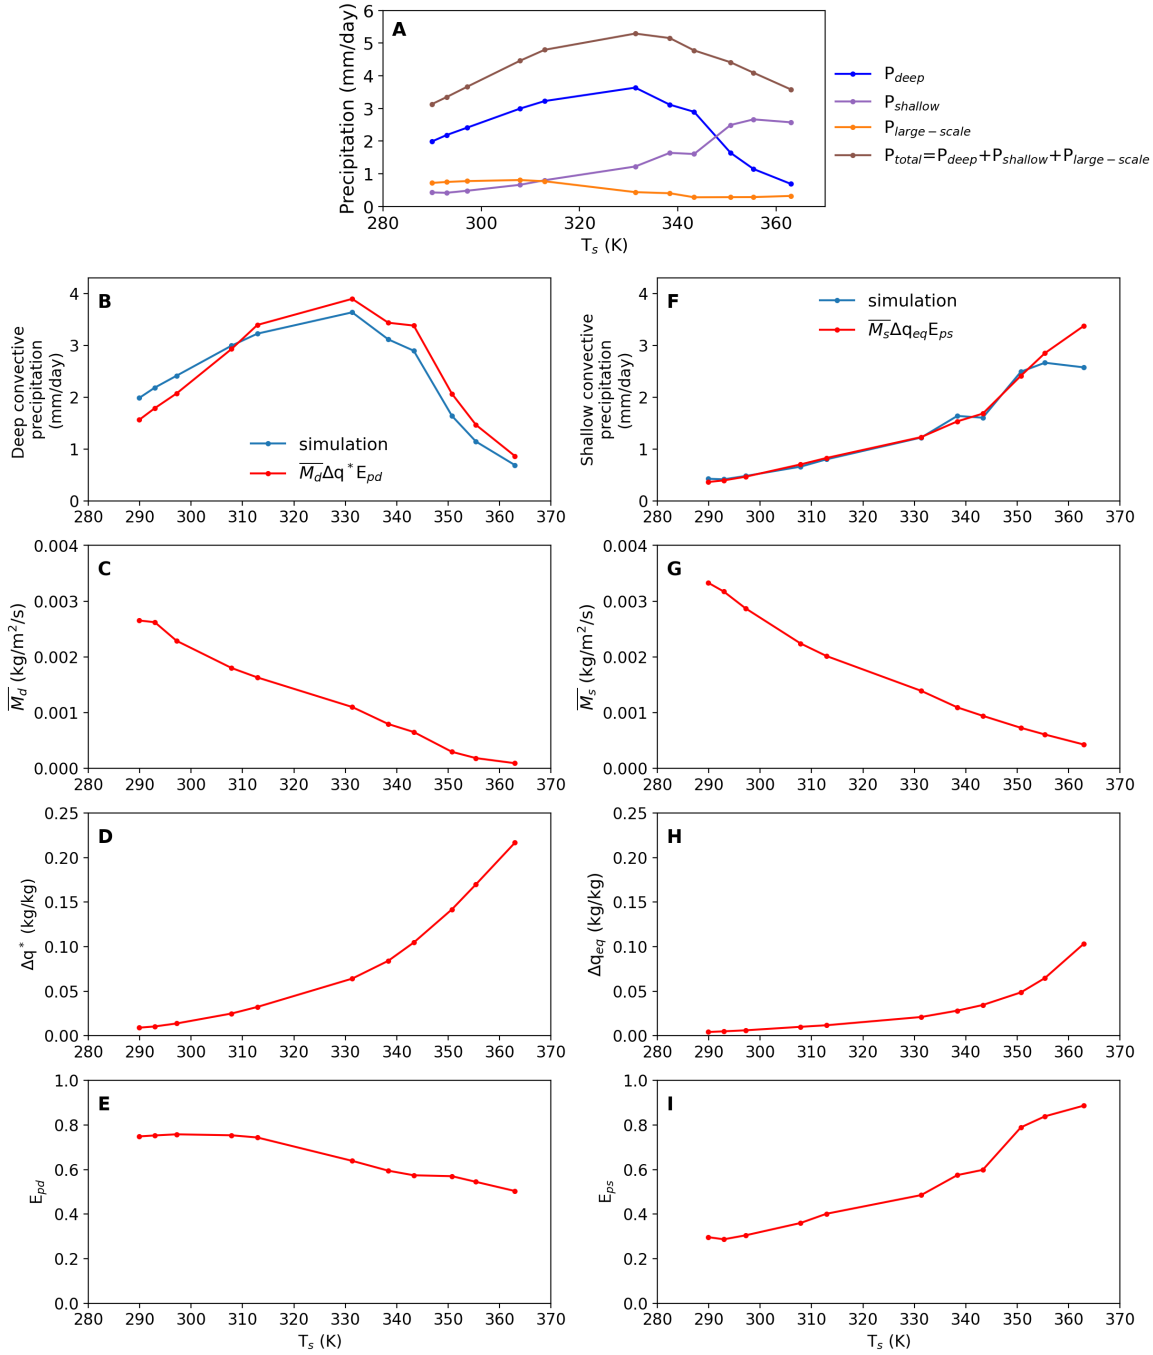 A
Precipitation (mm/day)
0
1
2
3
4
5
6
280
300
320
340
360
T_s (K)
P_deep
P_shallow
P_large−scale
P_total=P_deep+P_shallow+P_large−scale
B
Deep convective
precipitation
(mm/day)
0
1
2
3
4
280 290 300 310 320 330 340 350 360 370
simulation
M̅_d Δq*E_pd
F
Shallow convective
precipitation
(mm/day)
0
1
2
3
4
280 290 300 310 320 330 340 350 360 370
simulation
M̅_s Δq_eq E_ps
C
M̅_d (kg/m²/s)
0.000
0.001
0.002
0.003
0.004
280 290 300 310 320 330 340 350 360 370
G
M̅_s (kg/m²/s)
0.000
0.001
0.002
0.003
0.004
280 290 300 310 320 330 340 350 360 370
D
Δq* (kg/kg)
0.00
0.05
0.10
0.15
0.20
0.25
280 290 300 310 320 330 340 350 360 370
H
Δq_eq (kg/kg)
0.00
0.05
0.10
0.15
0.20
0.25
280 290 300 310 320 330 340 350 360 370
E
E_pd
0.0
0.2
0.4
0.6
0.8
1.0
280 290 300 310 320 330 340 350 360 370
T_s (K)
I
E_ps
0.0
0.2
0.4
0.6
0.8
1.0
280 290 300 310 320 330 340 350 360 370
T_s (K)